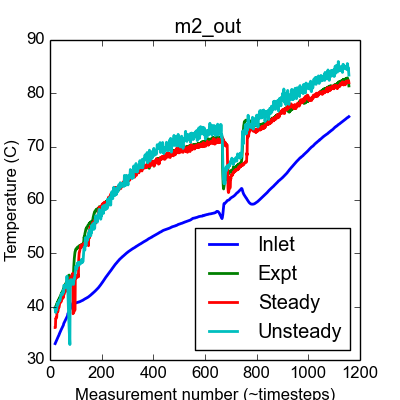 m2_out
90
80
70
60
50
40
30
Temperature (C)
0 200 400 600 800 1000 1200
Measurement number (~timesteps)
Inlet
Expt
Steady
Unsteady